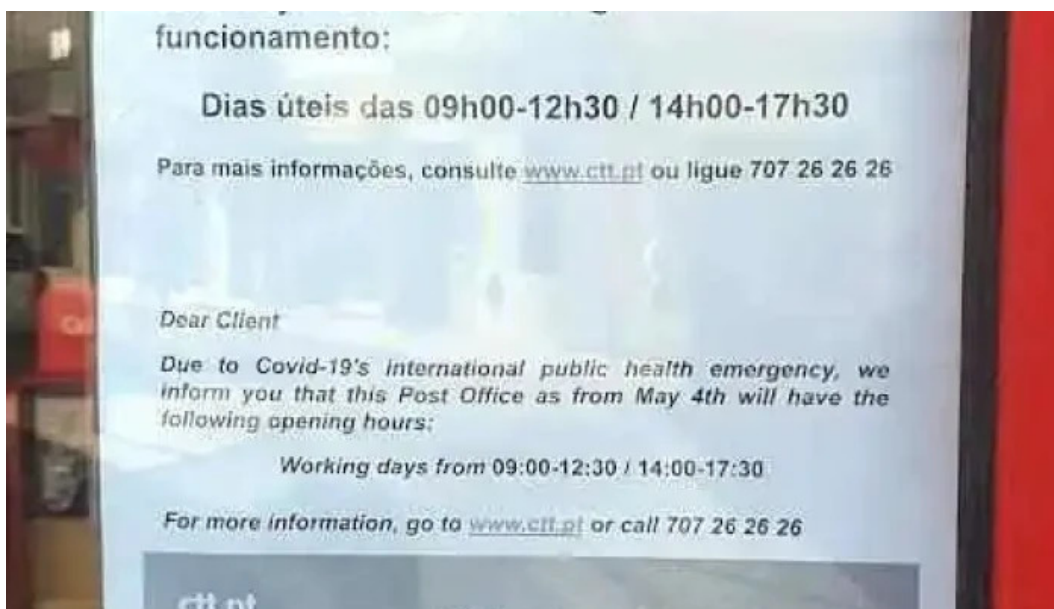 funcionamento:
Dias úteis das 09h00-12h30 / 14h00-17h30
Para mais informações, consulte www.ctt.pt ou ligue 707 26 26 26
Dear Client
Due to Covid-19's international public health emergency, we
inform you that this Post Office as from May 4th will have the
following opening hours:
Working days from 09:00-12:30 / 14:00-17:30
For more information, go to www.ctt.pt or call 707 26 26 26
ctt.pt